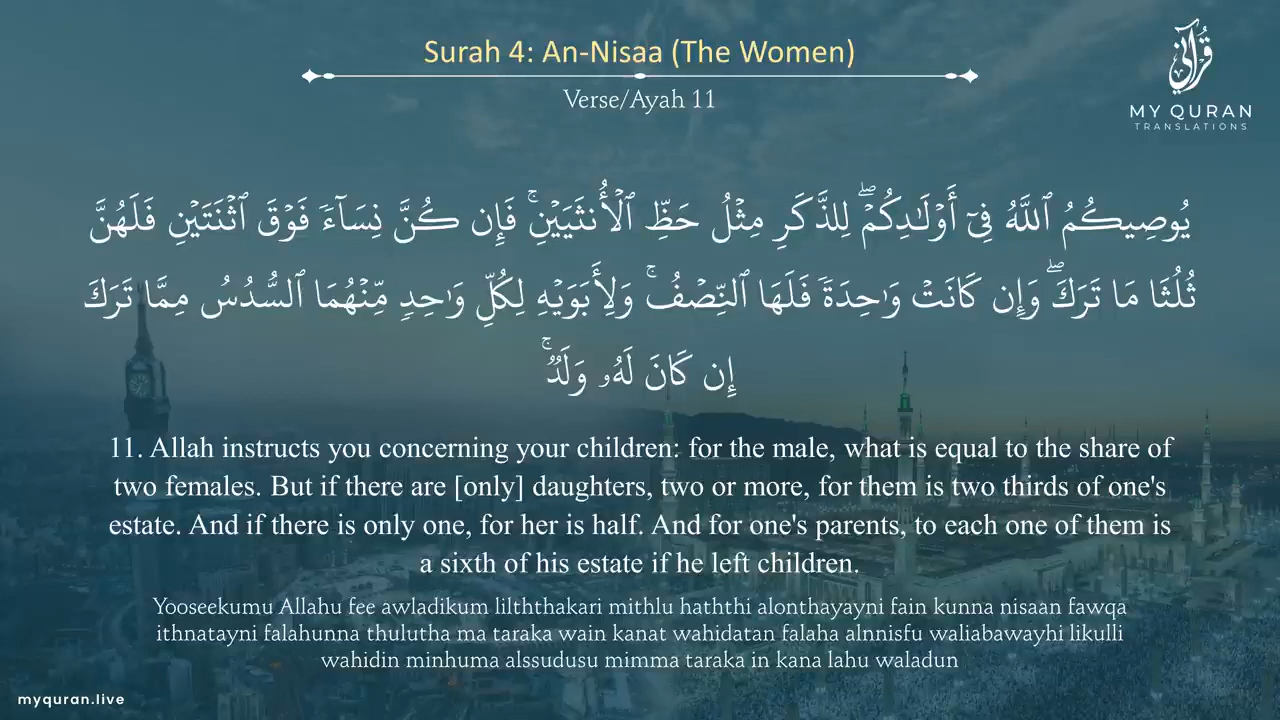 Surah 4: An-Nisaa (The Women)
Verse/Ayah 11
قرآني
MY QURAN
TRANSLATIONS
يُوصِيكُمُ ٱللَّهُ فِىٓ أَوْلَـٰدِكُمْ ۖ لِلذَّكَرِ مِثْلُ حَظِّ ٱلْأُنثَيَيْنِ ۚ فَإِن كُنَّ نِسَآءً فَوْقَ ٱثْنَتَيْنِ فَلَهُنَّ
ثُلُثَا مَا تَرَكَ ۖ وَإِن كَانَتْ وَٰحِدَةً فَلَهَا ٱلنِّصْفُ ۚ وَلِأَبَوَيْهِ لِكُلِّ وَٰحِدٍ مِّنْهُمَا ٱلسُّدُسُ مِمَّا تَرَكَ
إِن كَانَ لَهُۥ وَلَدٌ ۚ
11. Allah instructs you concerning your children: for the male, what is equal to the share of
two females. But if there are [only] daughters, two or more, for them is two thirds of one's
estate. And if there is only one, for her is half. And for one's parents, to each one of them is
a sixth of his estate if he left children.
Yooseekumu Allahu fee awladikum lilththakari mithlu haththi alonthayayni fain kunna nisaan fawqa
ithnatayni falahunna thulutha ma taraka wain kanat wahidatan falaha alnnisfu waliabawayhi likulli
wahidin minhuma alssudusu mimma taraka in kana lahu waladun
myquran.live